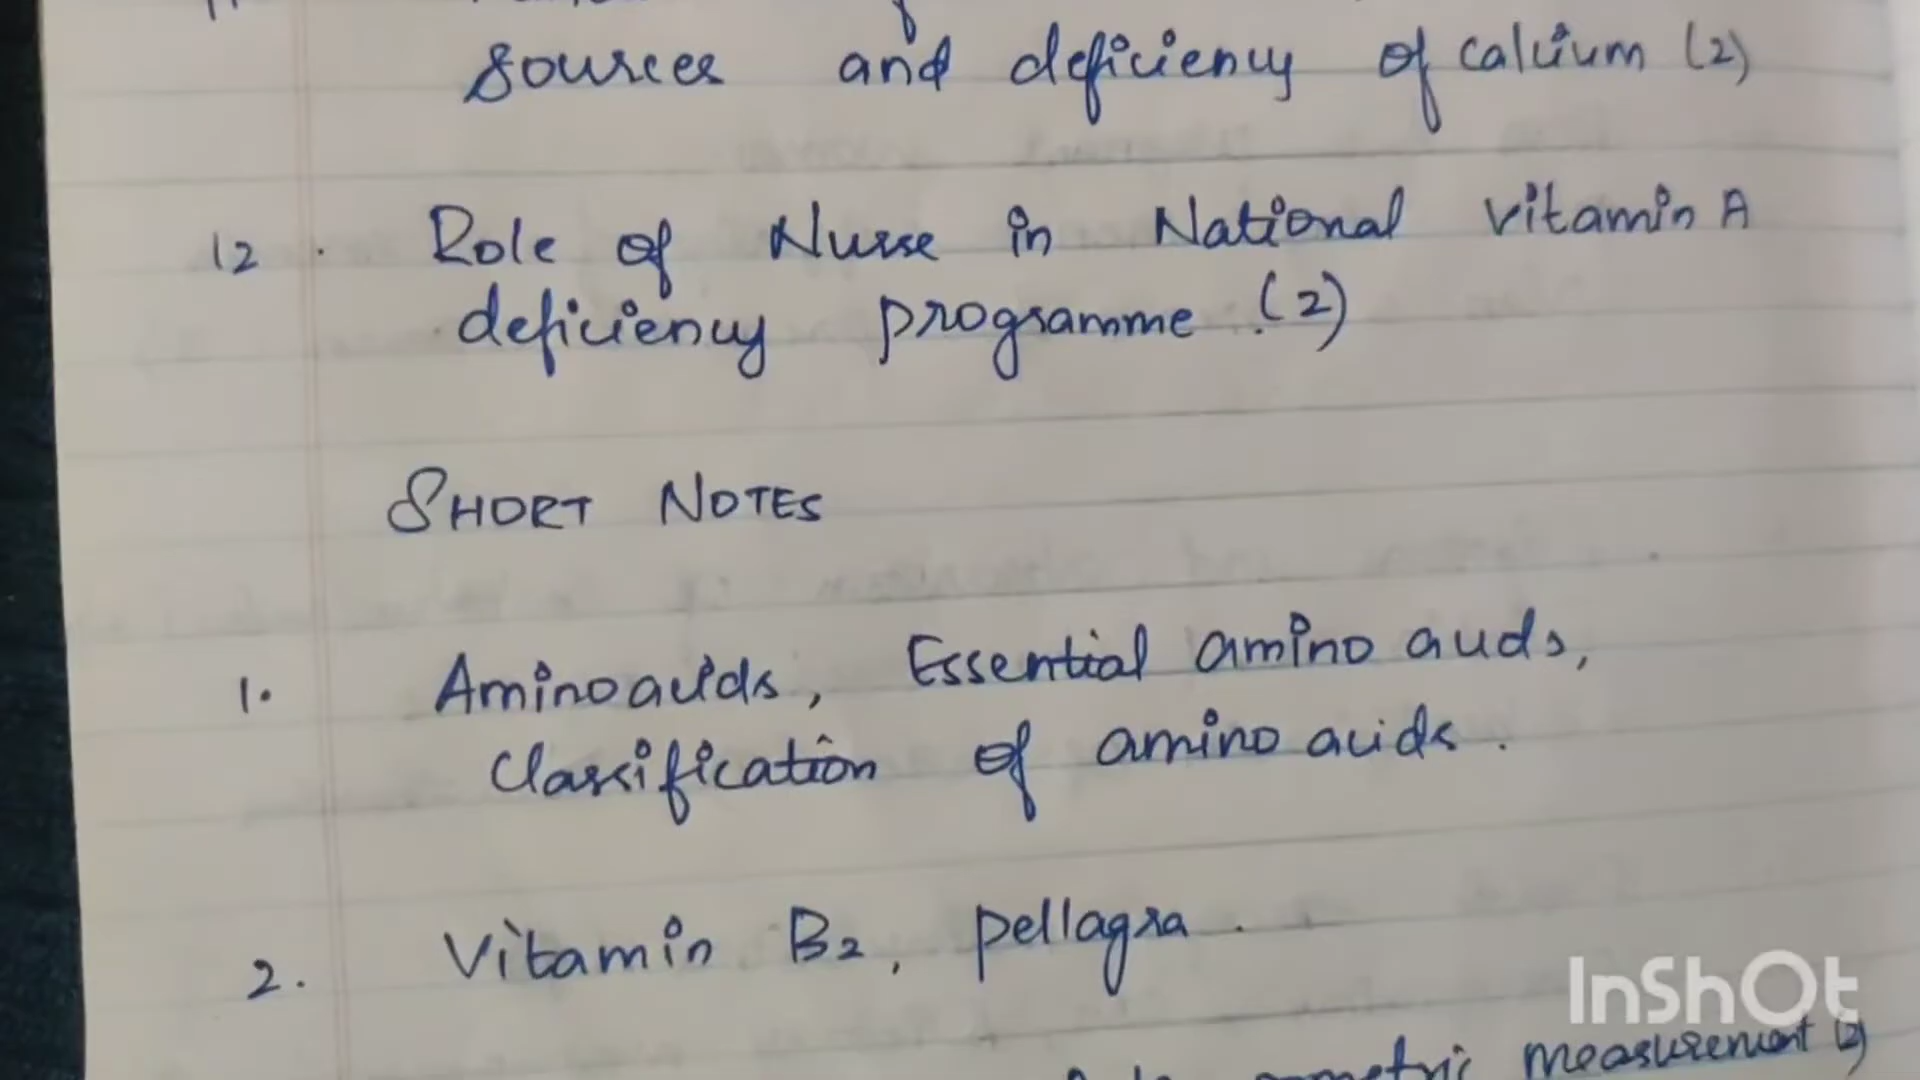 sources and deficiency of calcium (2)
12. Role of Nurse in National vitamin A
deficiency programme. (2)
SHORT NOTES
1. Aminoacids, Essential amino acids,
Classification of amino acids.
2. Vitamin B2, pellagra.
InShOt
measurement (2)